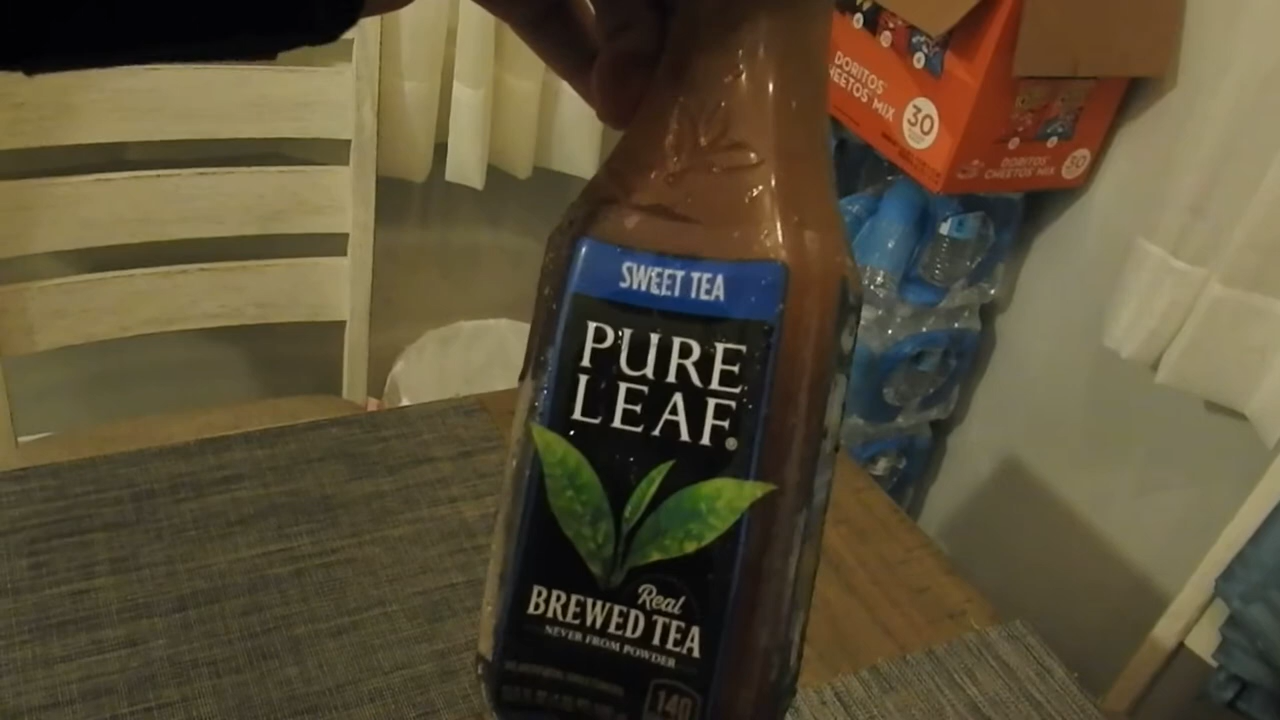 DORITOS
CHEETOS MIX
30
DORITOS
CHEETOS MIX
30
SWEET TEA
PURE
LEAF®
Real
BREWED TEA
NEVER FROM POWDER
140